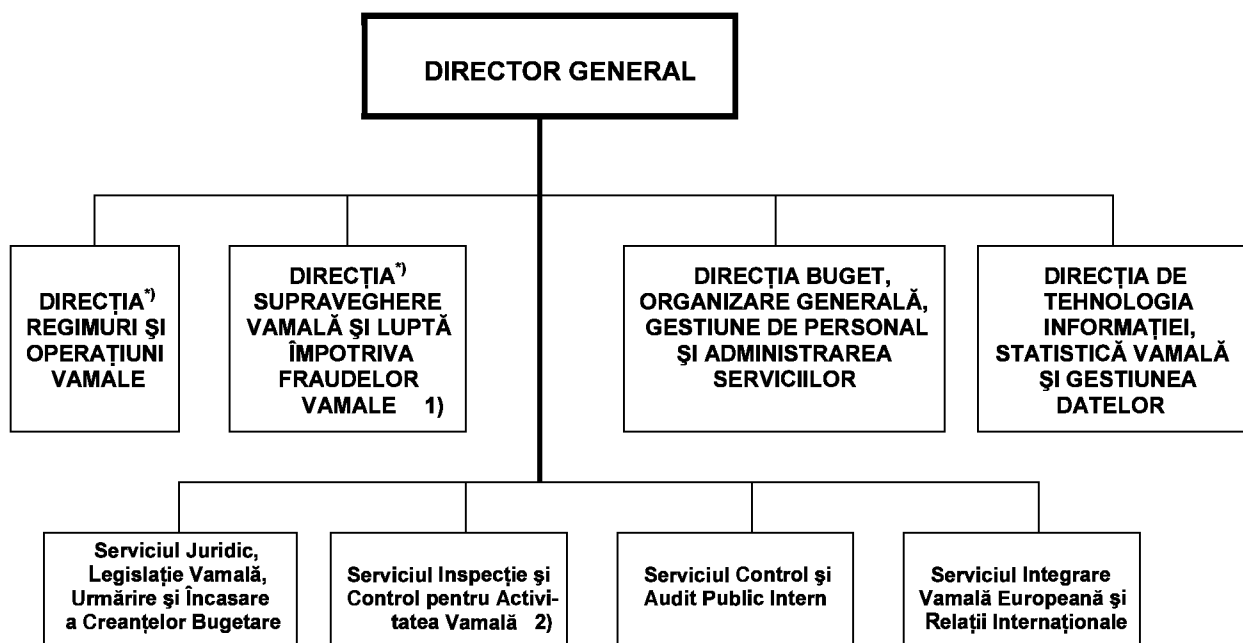 DIRECTOR GENERAL
DIRECȚIA*)
REGIMURI ŞI
OPERAȚIUNI
VAMALE
DIRECȚIA*)
SUPRAVEGHERE
VAMALĂ ŞI LUPTĂ
ÎMPOTRIVA
FRAUDELOR
VAMALE 1)
DIRECȚIA BUGET,
ORGANIZARE GENERALĂ,
GESTIUNE DE PERSONAL
ŞI ADMINISTRAREA
SERVICIILOR
DIRECȚIA DE
TEHNOLOGIA
INFORMAȚIEI,
STATISTICĂ VAMALĂ
ŞI GESTIUNEA
DATELOR
Serviciul Juridic,
Legislație Vamală,
Urmărire şi Încasare
a Creanțelor Bugetare
Serviciul Inspecție şi
Control pentru Activi-
tatea Vamală 2)
Serviciul Control şi
Audit Public Intern
Serviciul Integrare
Vamală Europeană şi
Relații Internaționale